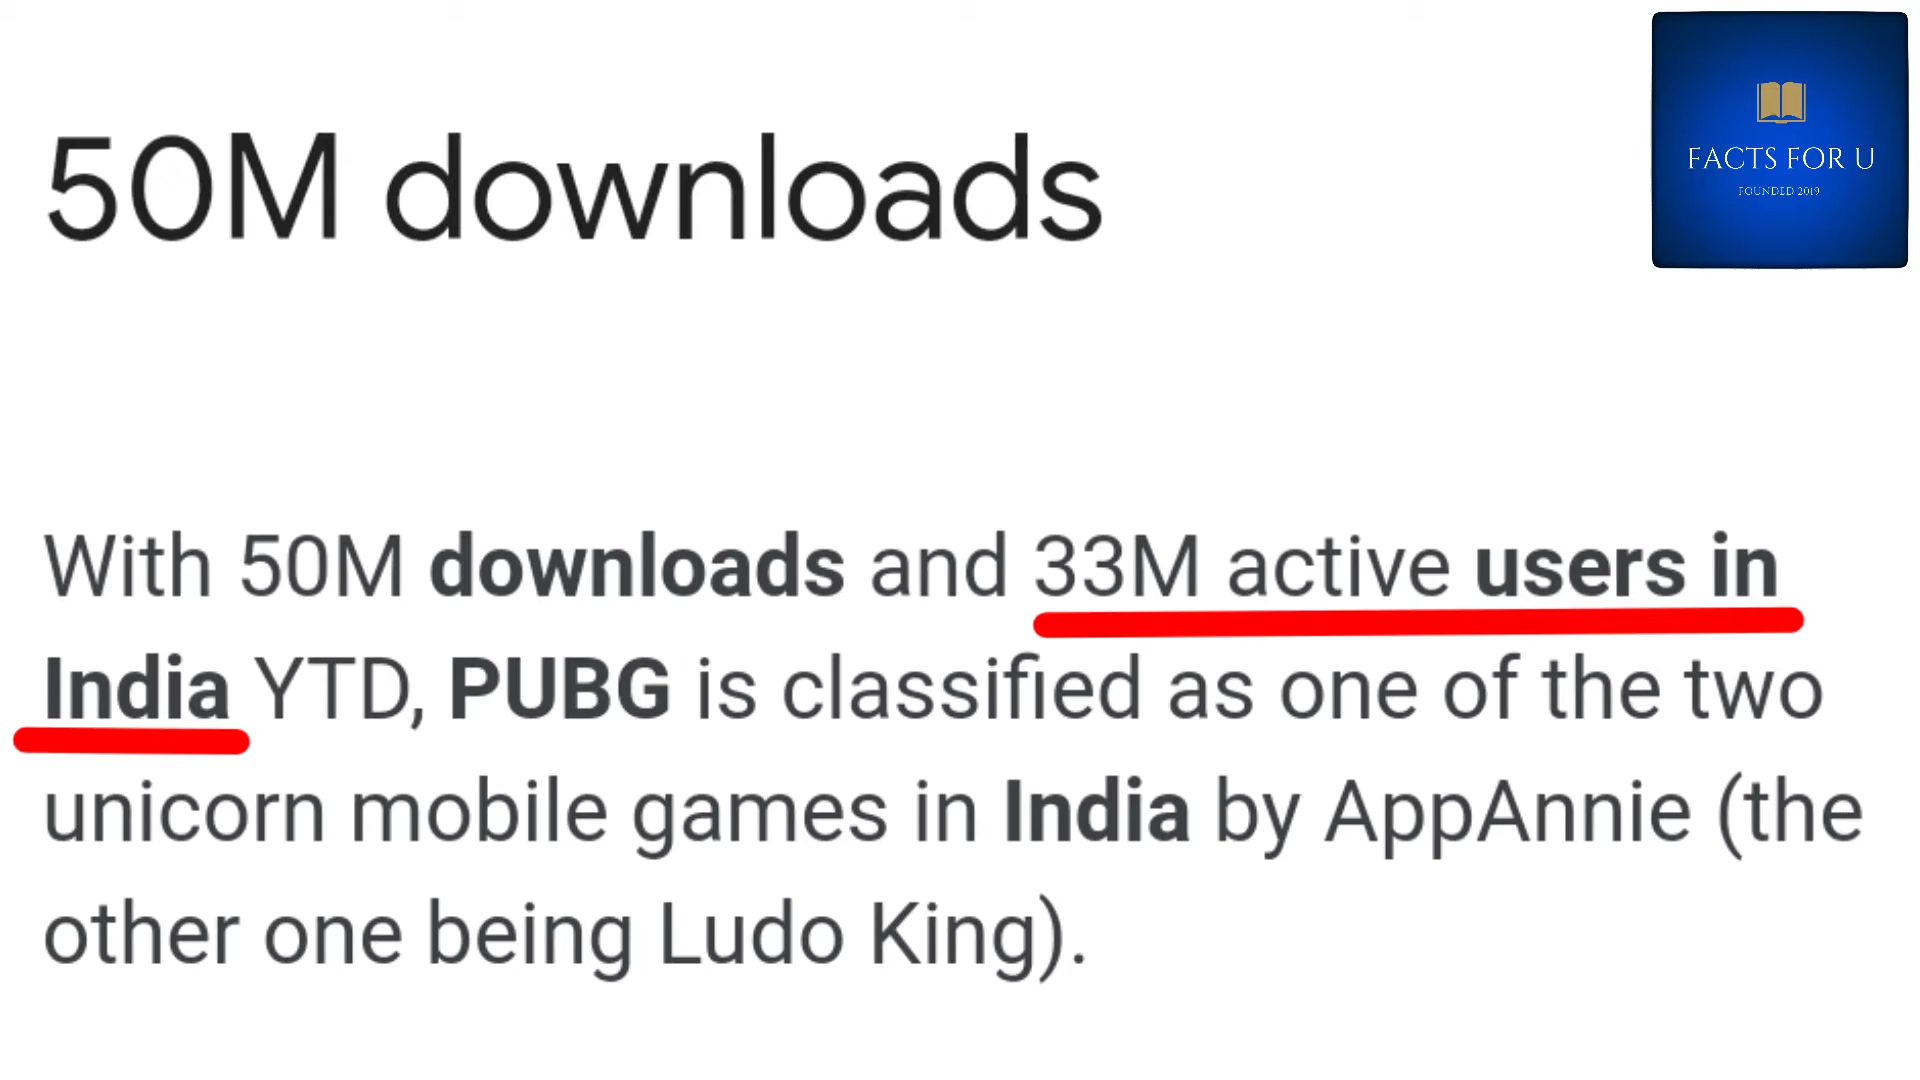 50M downloads
FACTS FOR U
FOUNDED 2019
With 50M downloads and 33M active users in
India YTD, PUBG is classified as one of the two
unicorn mobile games in India by AppAnnie (the
other one being Ludo King).